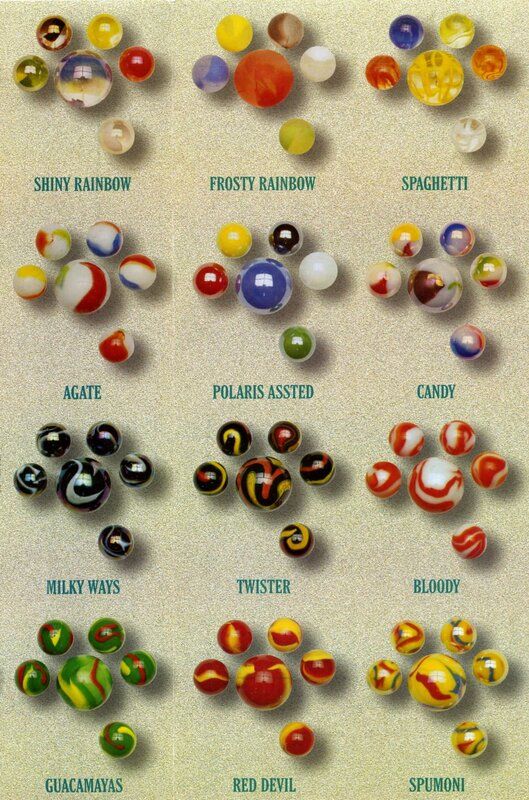 SHINY RAINBOW
FROSTY RAINBOW
SPAGHETTI
AGATE
POLARIS ASSTED
CANDY
MILKY WAYS
TWISTER
BLOODY
GUACAMAYAS
RED DEVIL
SPUMONI